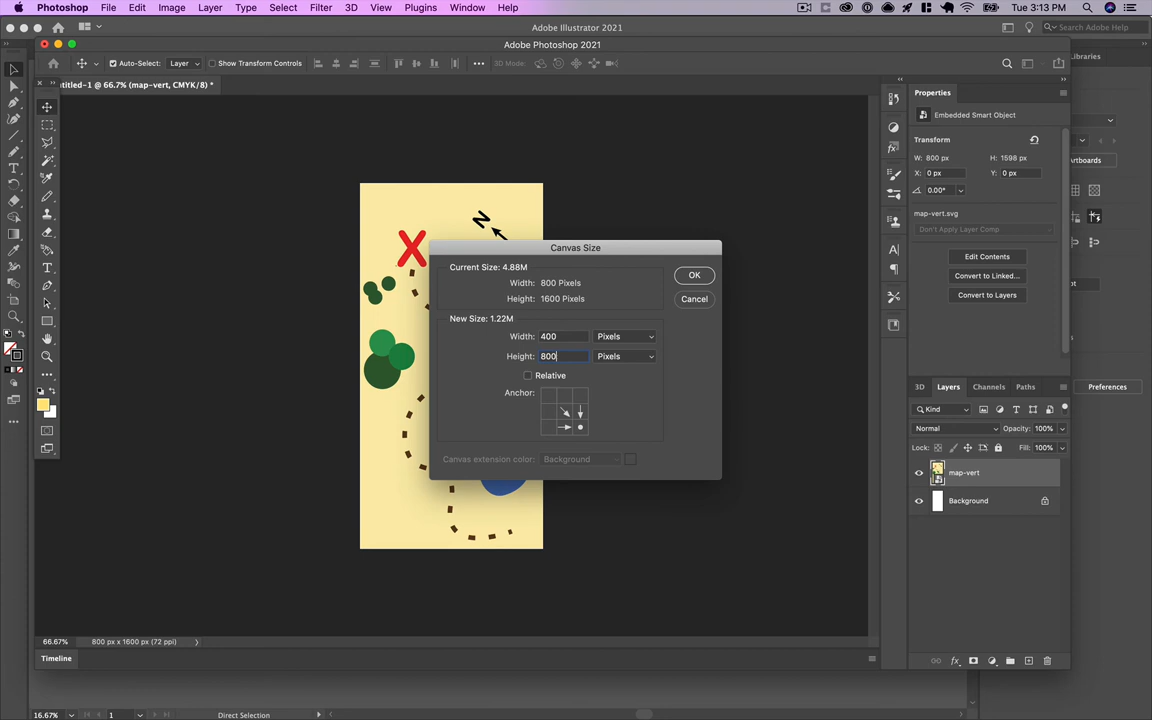 Photoshop File Edit Image Layer Type Select Filter 3D View Plugins Window Help Tue 3:13 PM
Adobe Illustrator 2021
Search Adobe Help
Adobe Photoshop 2021
Auto-Select: Layer Show Transform Controls 3D Mode:
Libraries
ntitled-1 @ 66.7% (map-vert, CMYK/8) *
Properties
Embedded Smart Object
Transform
W: 800 px H: 1598 px
X: 0 px Y: 0 px
0.00°
Artboards
map-vert.svg
Don't Apply Layer Comp
Edit Contents
Convert to Linked...
Convert to Layers
N
X
Canvas Size
Current Size: 4.88M
Width: 800 Pixels
Height: 1600 Pixels
OK
Cancel
New Size: 1.22M
Width: 400 Pixels
Height: 800 Pixels
Relative
Anchor:
Canvas extension color: Background
3D Layers Channels Paths
Preferences
Kind
Normal Opacity: 100%
Lock: Fill: 100%
map-vert
Background
66.67% 800 px x 1600 px (72 ppi)
Timeline
16.67% 1 Direct Selection